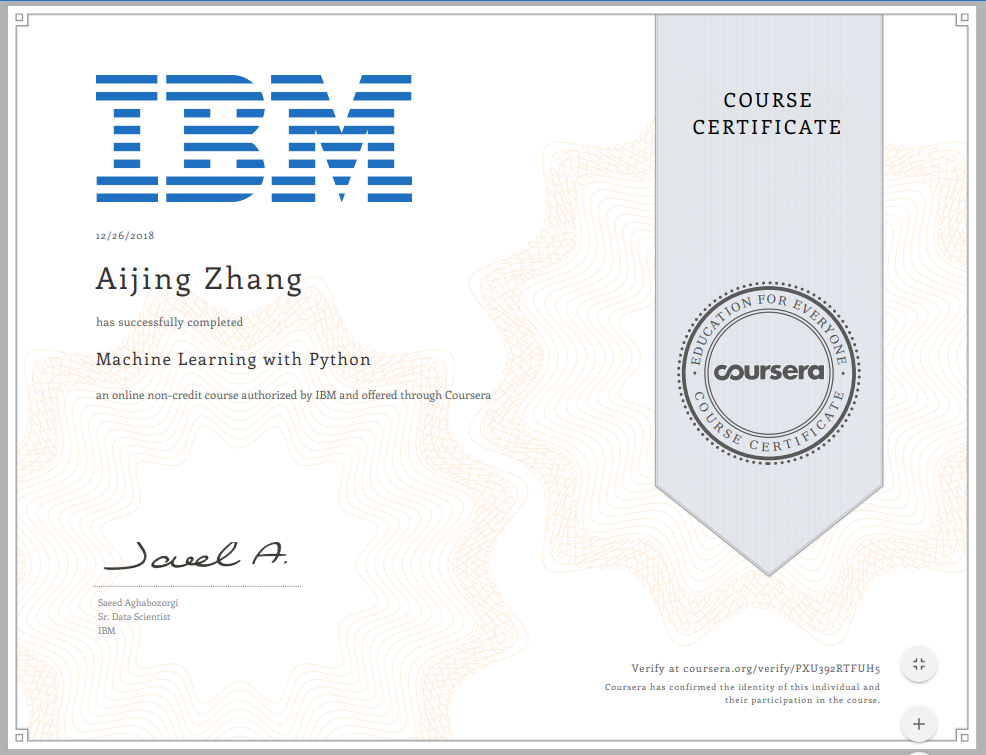 IBM
COURSE
CERTIFICATE
12/26/2018
Aijing Zhang
has successfully completed
Machine Learning with Python
an online non-credit course authorized by IBM and offered through Coursera
EDUCATION FOR EVERYONE
coursera
COURSE CERTIFICATE
Saeed A.
Saeed Aghabozorgi
Sr. Data Scientist
IBM
Verify at coursera.org/verify/PXU392RTFUH5
Coursera has confirmed the identity of this individual and
their participation in the course.